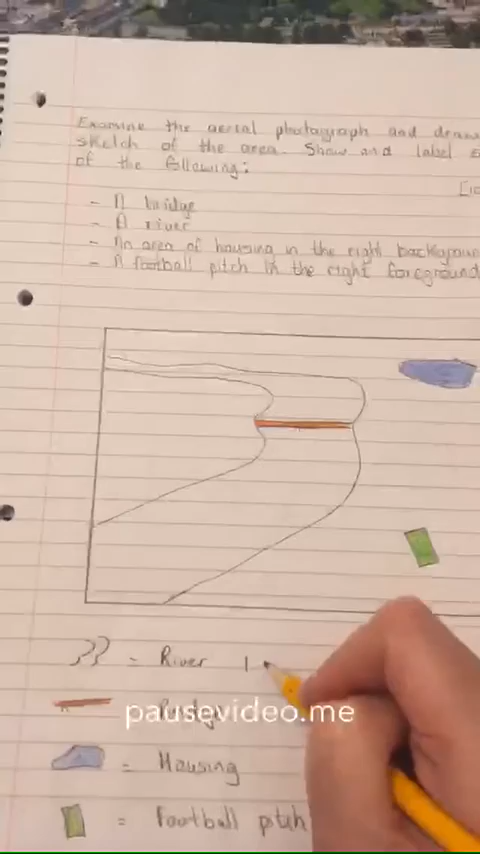 Examine the aerial photograph and draw
sketch of the area. Show and label
of the following:
- A bridge
- A river
- An area of housing in the right backgroun
- A football pitch in the right foreground
= River
pausevideo.me
= Housing
= Football pitch